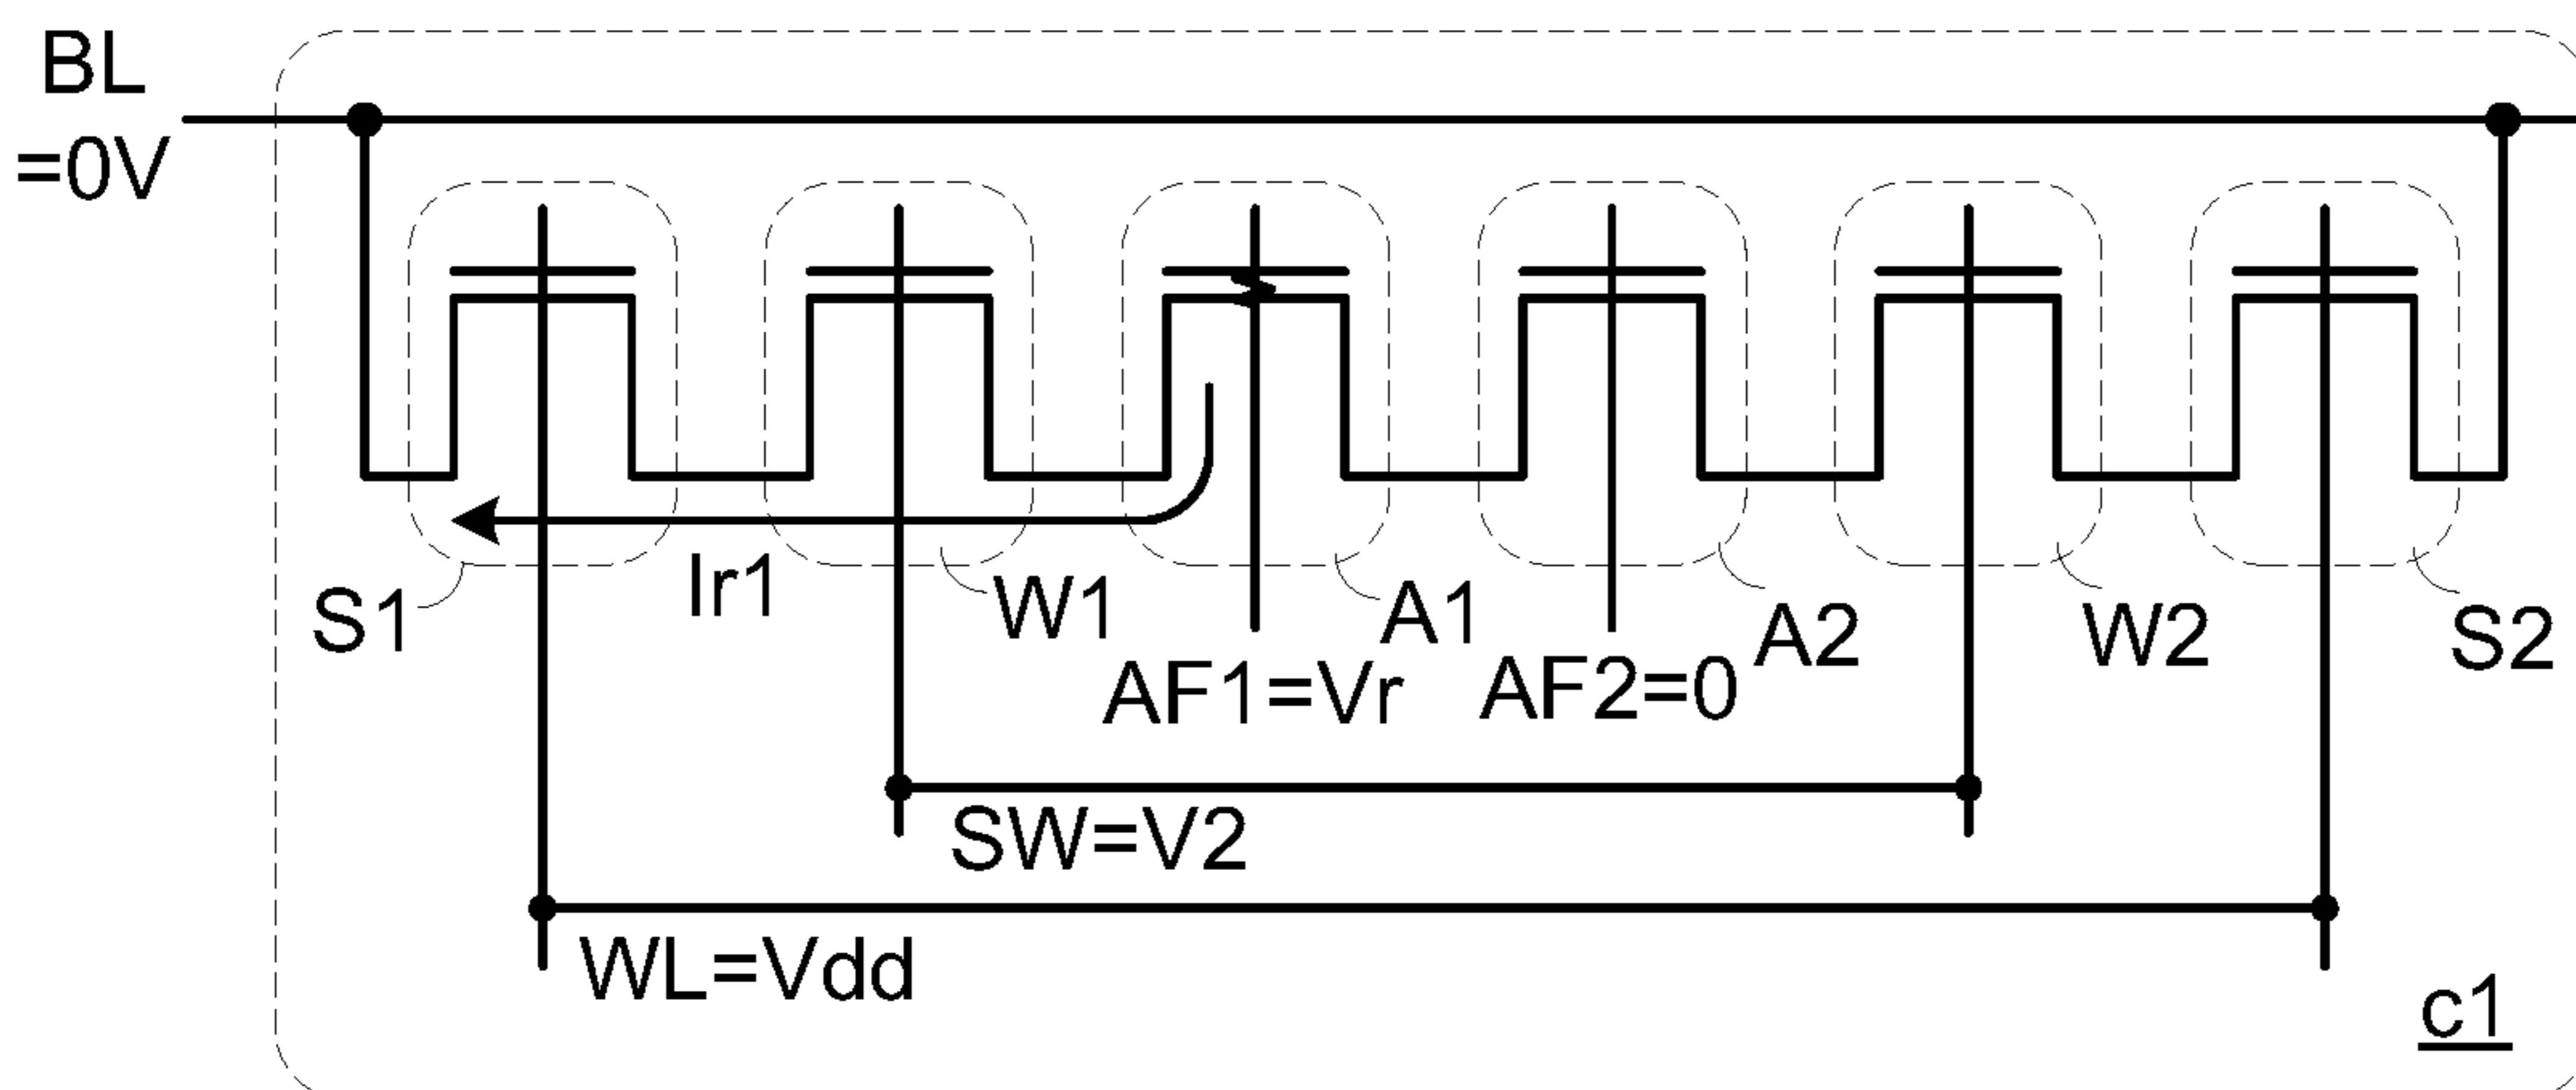 BL
=0V
S1
Ir1
W1
A1
A2
W2
S2
AF1=Vr
AF2=0
SW=V2
WL=Vdd
c1